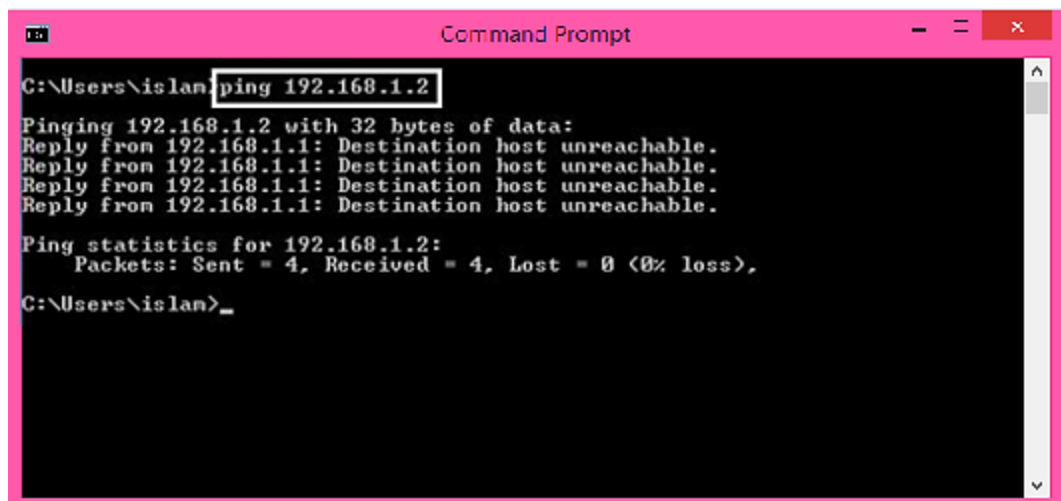 Command Prompt
C:\Users\islam>ping 192.168.1.2
Pinging 192.168.1.2 with 32 bytes of data:
Reply from 192.168.1.1: Destination host unreachable.
Reply from 192.168.1.1: Destination host unreachable.
Reply from 192.168.1.1: Destination host unreachable.
Reply from 192.168.1.1: Destination host unreachable.
Ping statistics for 192.168.1.2:
Packets: Sent = 4, Received = 4, Lost = 0 (0% loss),
C:\Users\islam>_